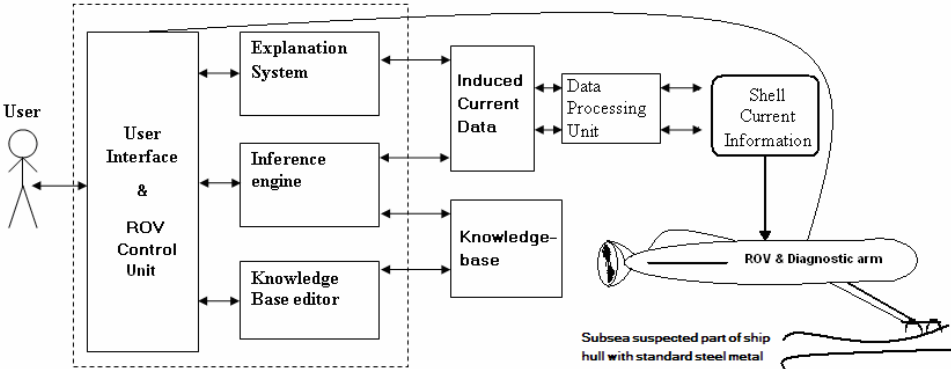 User
User
Interface
&
ROV
Control
Unit
Explanation
System
Inference
engine
Knowledge
Base editor
Induced
Current
Data
Knowledge-
base
Data
Processing
Unit
Shell
Current
Information
ROV & Diagnostic arm
Subsea suspected part of ship
hull with standard steel metal